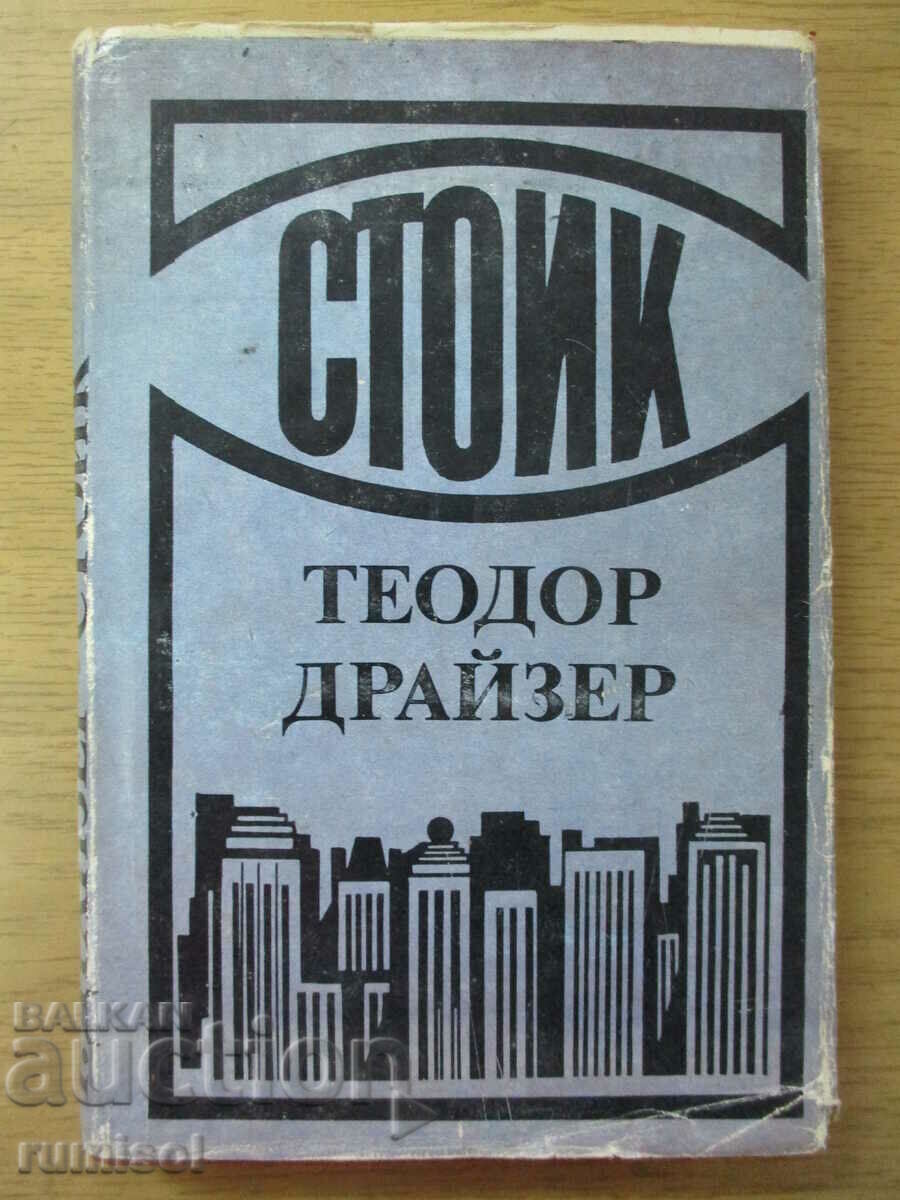 СТОИК
ТЕОДОР
ДРАЙЗЕР
BALKAN
auction
rumisol